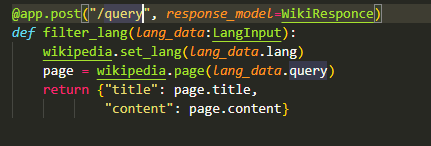 @app.post("/query", response_model=WikiResponce)
def filter_lang(lang_data:LangInput):
    wikipedia.set_lang(lang_data.lang)
    page = wikipedia.page(lang_data.query)
    return {"title": page.title,
            "content": page.content}